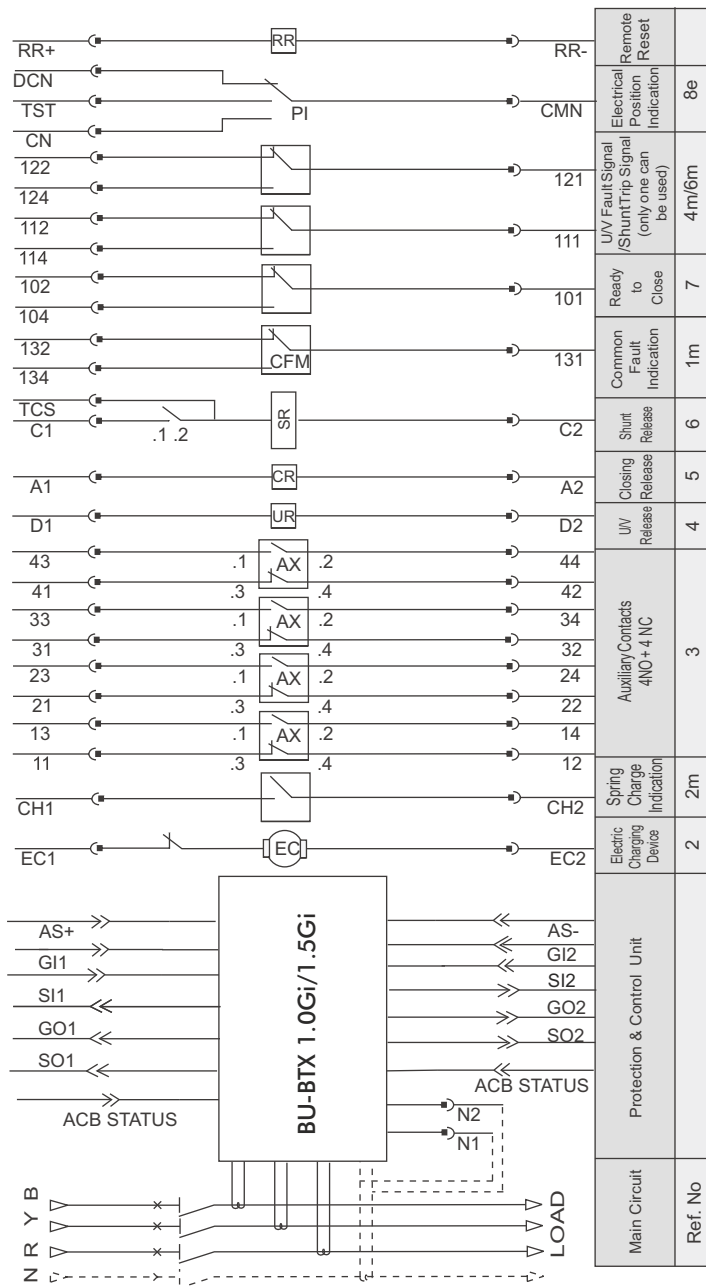 RR+ RR RR- Remote Reset
DCN
TST PI CMN Electrical Position Indication 8e
CN
122 121 U/V Fault Signal /Shunt Trip Signal (only one can be used) 4m/6m
124
112 111
114
102 101 Ready to Close 7
104
132 CFM 131 Common Fault Indication 1m
134
TCS
C1 .1 .2 SR C2 Shunt Release 6
A1 CR A2 Closing Release 5
D1 UR D2 U/V Release 4
43 .1 AX .2 44 Auxiliary Contacts 4NO + 4 NC 3
41 .3 .4 42
33 .1 AX .2 34
31 .3 .4 32
23 .1 AX .2 24
21 .3 .4 22
13 .1 AX .2 14
11 .3 .4 12
CH1 CH2 Spring Charge Indication 2m
EC1 EC EC2 Electric Charging Device 2
BU-BTX 1.0Gi/1.5Gi Protection & Control Unit
AS+ AS-
GI1 GI2
SI1 SI2
GO1 GO2
SO1 SO2
ACB STATUS ACB STATUS
N2
N1
N R Y B LOAD Main Circuit Ref. No